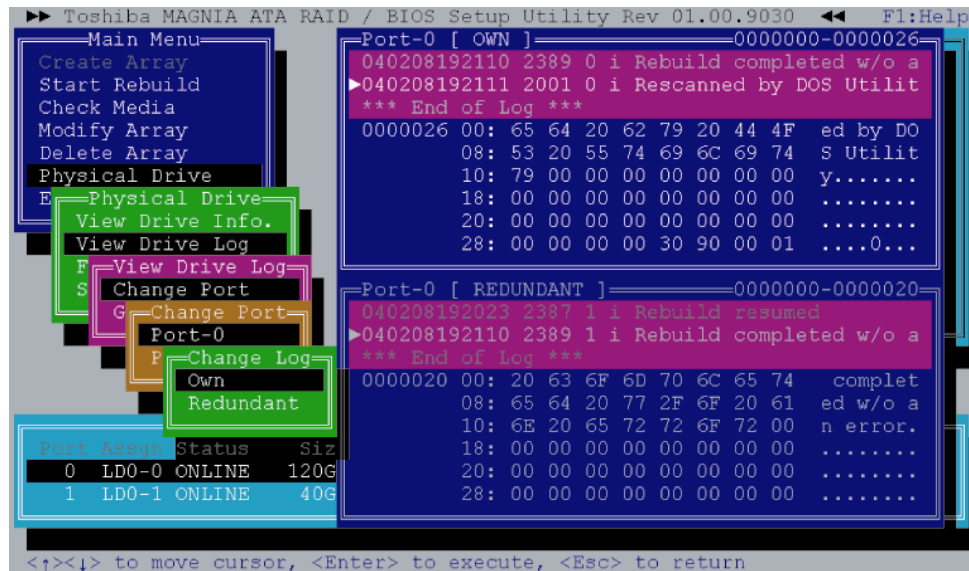 ►► Toshiba MAGNIA ATA RAID / BIOS Setup Utility Rev 01.00.9030 ◄◄ F1:Help
Main Menu
Create Array
Start Rebuild
Check Media
Modify Array
Delete Array
Physical Drive
E
Physical Drive
View Drive Info.
View Drive Log
F
S
View Drive Log
Change Port
G
Change Port
Port-0
P
Change Log
Own
Redundant
Port-0 [ OWN ] 0000000-0000026
040208192110 2389 0 i Rebuild completed w/o a
►040208192111 2001 0 i Rescanned by DOS Utilit
*** End of Log ***
0000026 00: 65 64 20 62 79 20 44 4F ed by DO
08: 53 20 55 74 69 6C 69 74 S Utilit
10: 79 00 00 00 00 00 00 00 y.......
18: 00 00 00 00 00 00 00 00 ........
20: 00 00 00 00 00 00 00 00 ........
28: 00 00 00 00 30 90 00 01 ....0...
Port-0 [ REDUNDANT ] 0000000-0000020
040208192023 2387 1 i Rebuild resumed
►040208192110 2389 1 i Rebuild completed w/o a
*** End of Log ***
0000020 00: 20 63 6F 6D 70 6C 65 74 complet
08: 65 64 20 77 2F 6F 20 61 ed w/o a
10: 6E 20 65 72 72 6F 72 00 n error.
18: 00 00 00 00 00 00 00 00 ........
20: 00 00 00 00 00 00 00 00 ........
28: 00 00 00 00 00 00 00 00 ........
Port Assgn Status Siz
0 LD0-0 ONLINE 120G
1 LD0-1 ONLINE 40G
<↑><↓> to move cursor, <Enter> to execute, <Esc> to return